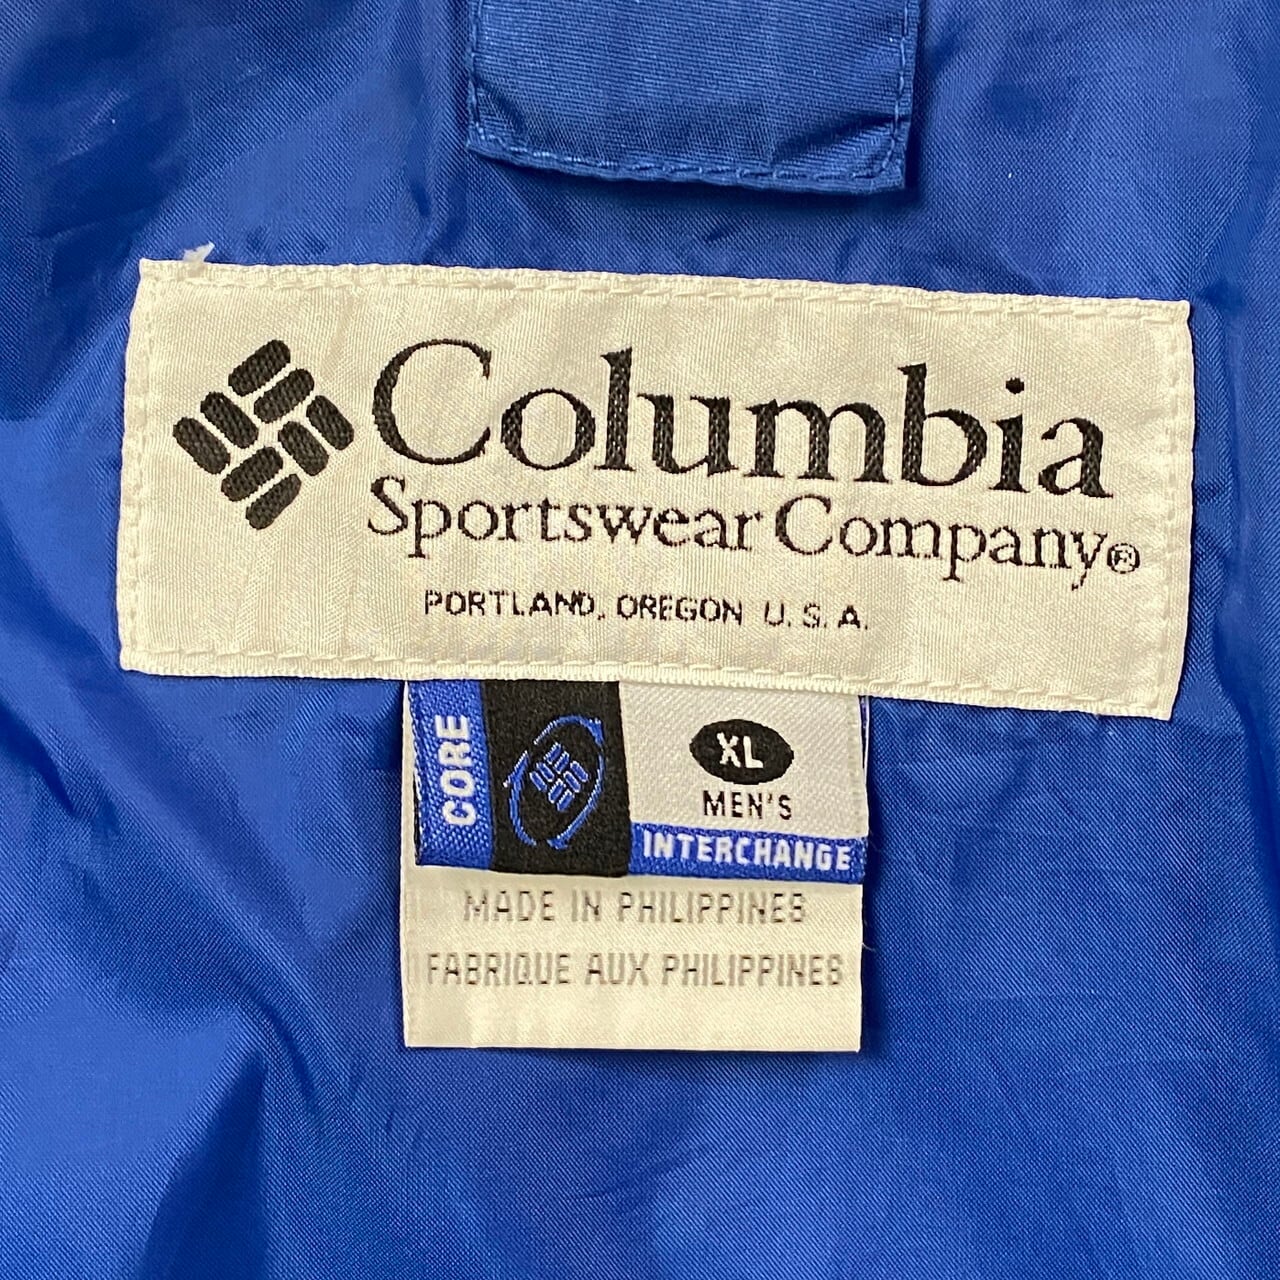 Columbia
Sportswear Company®
PORTLAND, OREGON U.S.A.
CORE
XL
MEN'S
INTERCHANGE
MADE IN PHILIPPINES
FABRIQUE AUX PHILIPPINES